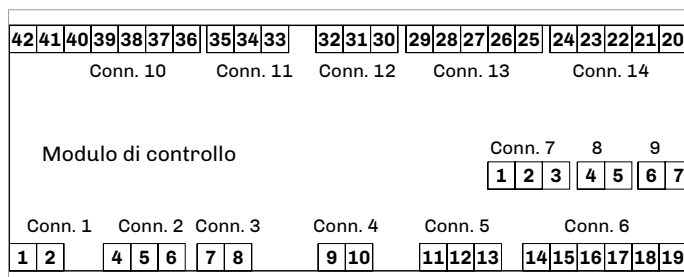 42 41 40 39 38 37 36 35 34 33 32 31 30 29 28 27 26 25 24 23 22 21 20
Conn. 10 Conn. 11 Conn. 12 Conn. 13 Conn. 14
Modulo di controllo
Conn. 7 8 9
1 2 3 4 5 6 7
Conn. 1 Conn. 2 Conn. 3 Conn. 4 Conn. 5 Conn. 6
1 2 4 5 6 7 8 9 10 11 12 13 14 15 16 17 18 19